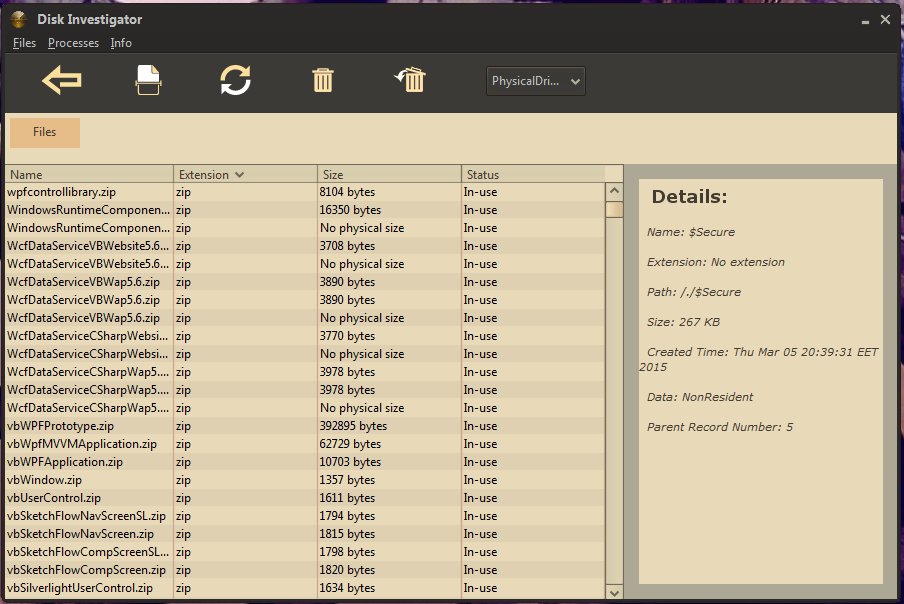 Disk Investigator
Files Processes Info
PhysicalDri...
Files
Name Extension Size Status
wpfcontrollibrary.zip zip 8104 bytes In-use
WindowsRuntimeComponen... zip 16350 bytes In-use
WindowsRuntimeComponen... zip No physical size In-use
WcfDataServiceVBWebsite5.6... zip 3708 bytes In-use
WcfDataServiceVBWebsite5.6... zip No physical size In-use
WcfDataServiceVBWap5.6.zip zip 3890 bytes In-use
WcfDataServiceVBWap5.6.zip zip 3890 bytes In-use
WcfDataServiceVBWap5.6.zip zip No physical size In-use
WcfDataServiceCSharpWebsi... zip 3770 bytes In-use
WcfDataServiceCSharpWebsi... zip No physical size In-use
WcfDataServiceCSharpWap5.... zip 3978 bytes In-use
WcfDataServiceCSharpWap5.... zip 3978 bytes In-use
WcfDataServiceCSharpWap5.... zip No physical size In-use
vbWPFPrototype.zip zip 392895 bytes In-use
vbWpfMVVMApplication.zip zip 62729 bytes In-use
vbWPFApplication.zip zip 10703 bytes In-use
vbWindow.zip zip 1357 bytes In-use
vbUserControl.zip zip 1611 bytes In-use
vbSketchFlowNavScreenSL.zip zip 1794 bytes In-use
vbSketchFlowNavScreen.zip zip 1815 bytes In-use
vbSketchFlowCompScreenSL... zip 1798 bytes In-use
vbSketchFlowCompScreen.zip zip 1820 bytes In-use
vbSilverlightUserControl.zip zip 1634 bytes In-use
Details:
Name: $Secure
Extension: No extension
Path: /./$Secure
Size: 267 KB
Created Time: Thu Mar 05 20:39:31 EET
2015
Data: NonResident
Parent Record Number: 5